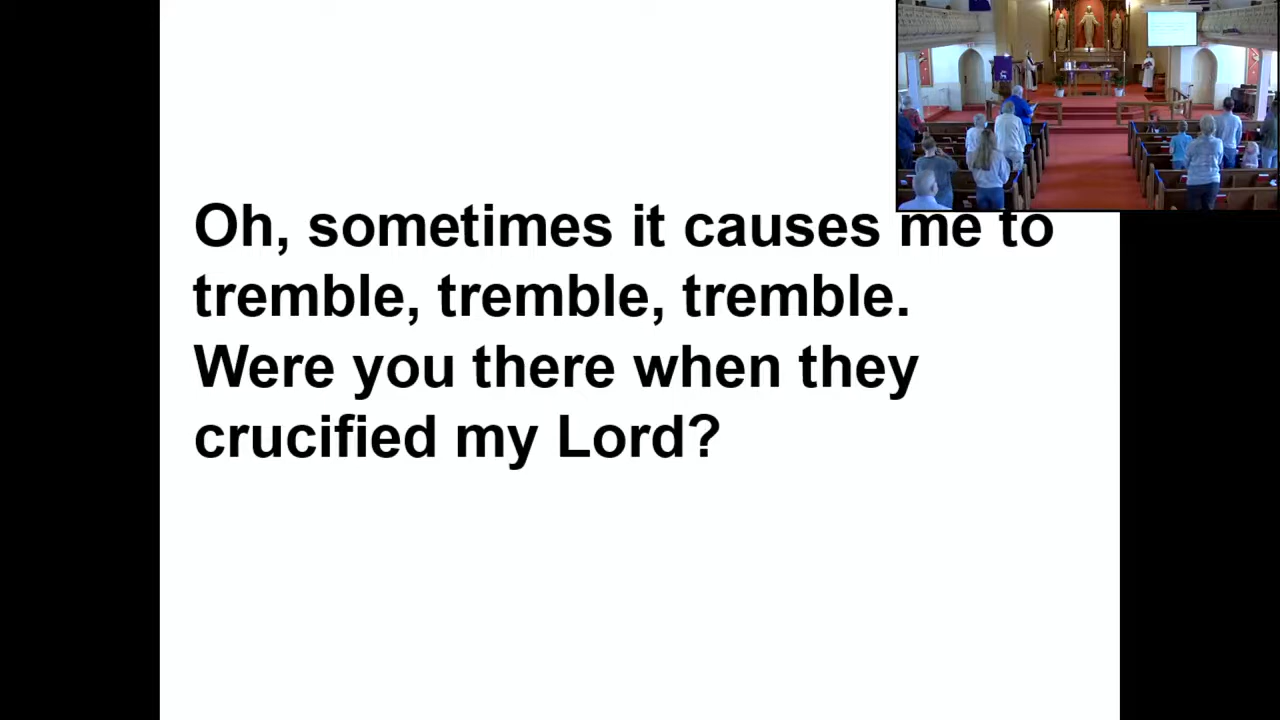 Oh, sometimes it causes me to
tremble, tremble, tremble.
Were you there when they
crucified my Lord?